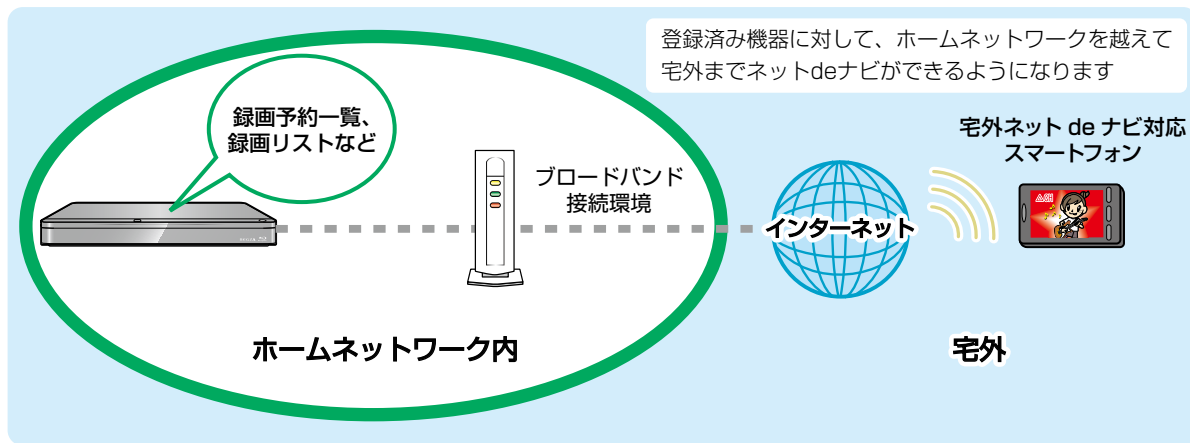 登録済み機器に対して、ホームネットワークを越えて
宅外までネットdeナビができるようになります
録画予約一覧、
録画リストなど
ブロードバンド
接続環境
宅外ネット de ナビ対応
スマートフォン
インターネット
ホームネットワーク内
宅外